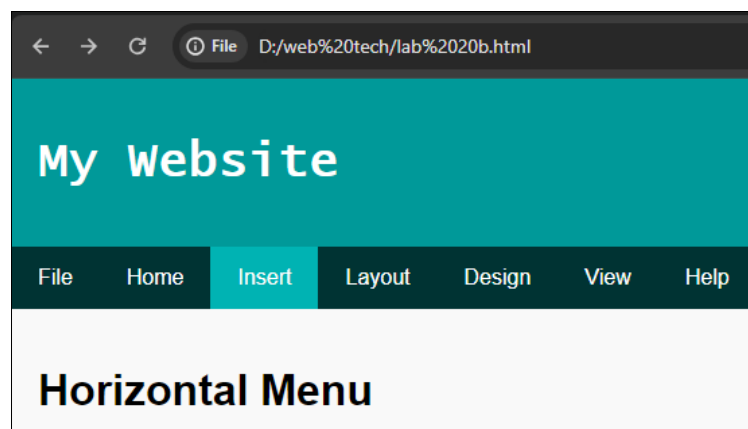 File D:/web%20tech/lab%2020b.html
My Website
File Home Insert Layout Design View Help
Horizontal Menu